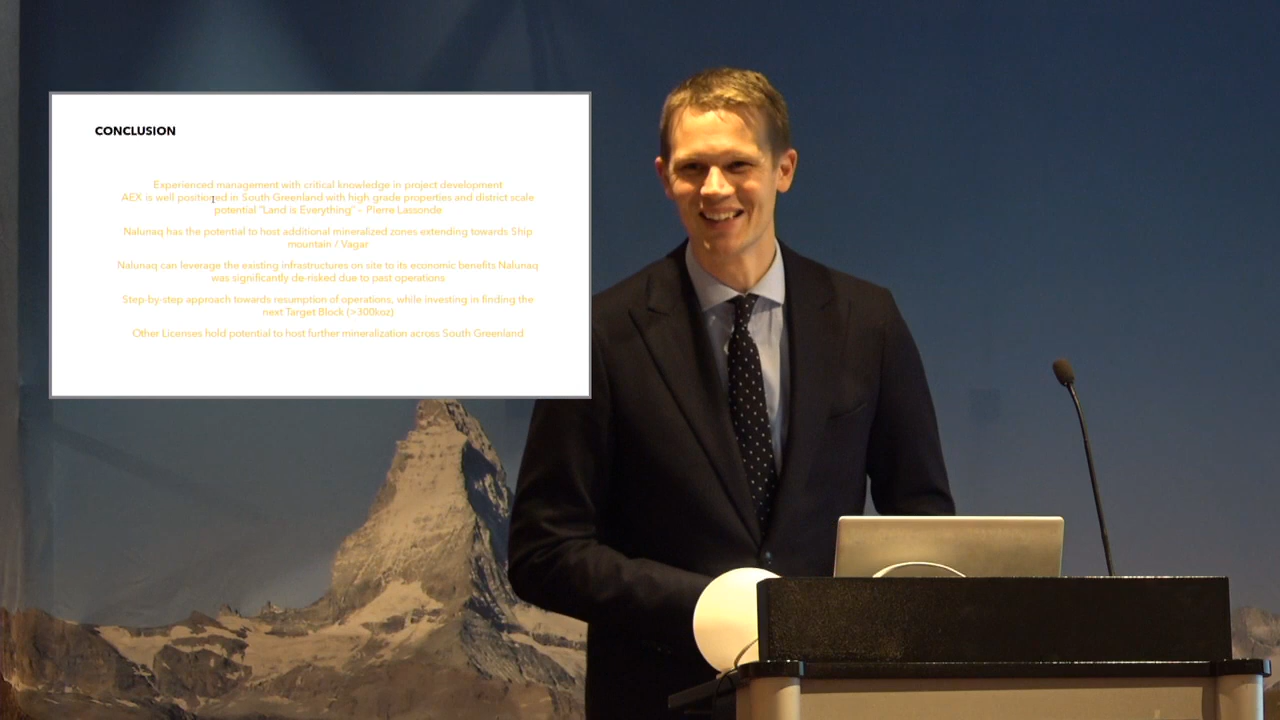 CONCLUSION
Experienced management with critical knowledge in project development
AEX is well positioned in South Greenland with high grade properties and district scale
potential "Land is Everything" – Pierre Lassonde
Nalunaq has the potential to host additional mineralized zones extending towards Ship
mountain / Vagar
Nalunaq can leverage the existing infrastructures on site to its economic benefits Nalunaq
was significantly de-risked due to past operations
Step-by-step approach towards resumption of operations, while investing in finding the
next Target Block (>300koz)
Other Licenses hold potential to host further mineralization across South Greenland